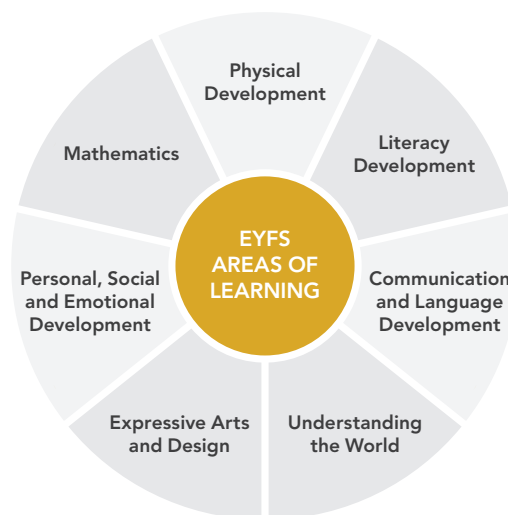 Physical
Development
Literacy
Development
Communication
and Language
Development
Understanding
the World
Expressive Arts
and Design
Personal, Social
and Emotional
Development
Mathematics
EYFS
AREAS OF
LEARNING